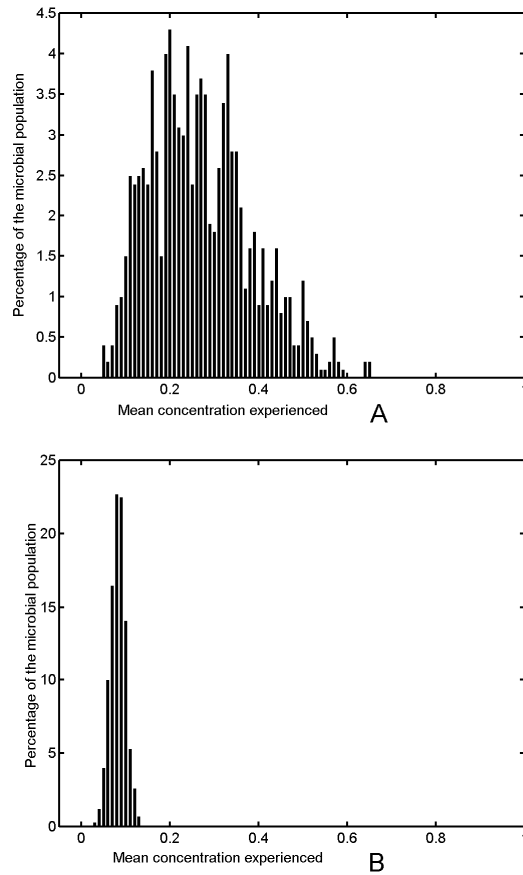 4.5
4
3.5
3
2.5
2
1.5
1
0.5
0
Percentage of the microbial population
0 0.2 0.4 0.6 0.8 1
Mean concentration experienced
A
25
20
15
10
5
0
Percentage of the microbial population
0 0.2 0.4 0.6 0.8 1
Mean concentration experienced
B